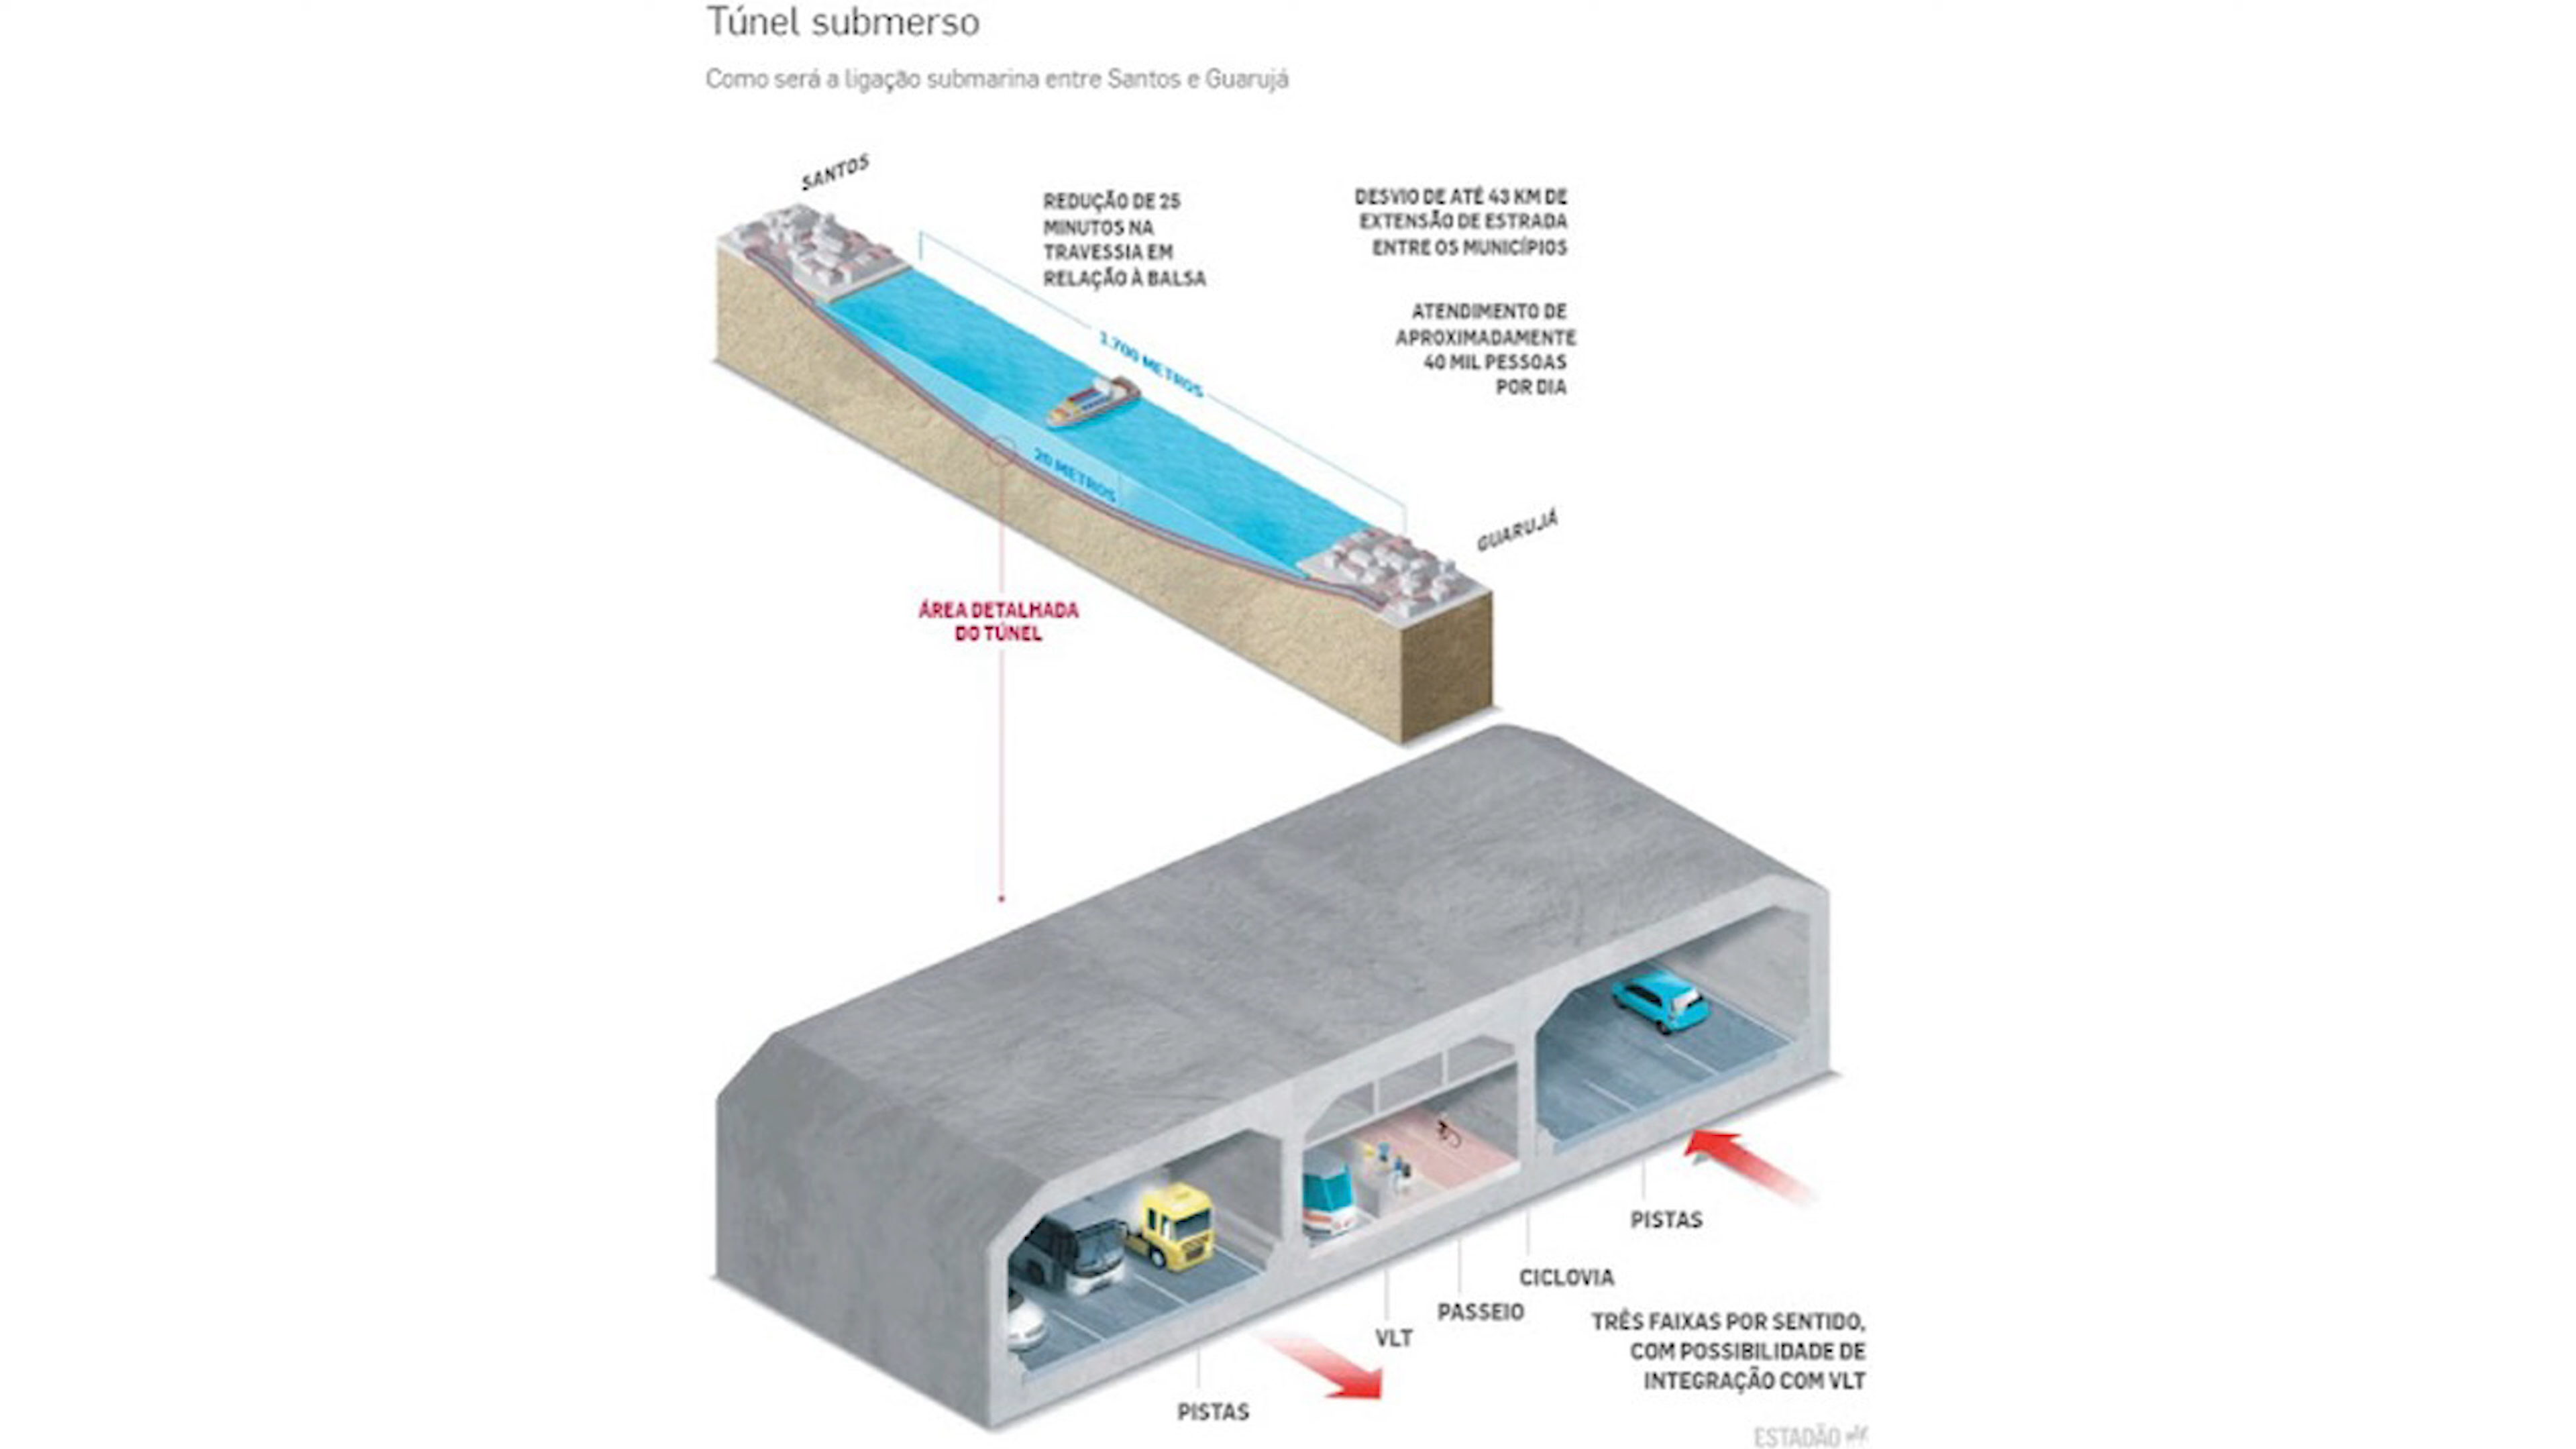 Túnel submerso
Como será a ligação submarina entre Santos e Guarujá
SANTOS
REDUÇÃO DE 25
MINUTOS NA
TRAVESSIA EM
RELAÇÃO À BALSA
DESVIO DE ATÉ 43 KM DE
EXTENSÃO DE ESTRADA
ENTRE OS MUNICÍPIOS
ATENDIMENTO DE
APROXIMADAMENTE
40 MIL PESSOAS
POR DIA
1.700 METROS
20 METROS
GUARUJÁ
ÁREA DETALHADA
DO TÚNEL
PISTAS
CICLOVIA
PASSEIO
VLT
PISTAS
TRÊS FAIXAS POR SENTIDO,
COM POSSIBILIDADE DE
INTEGRAÇÃO COM VLT
ESTADÃO